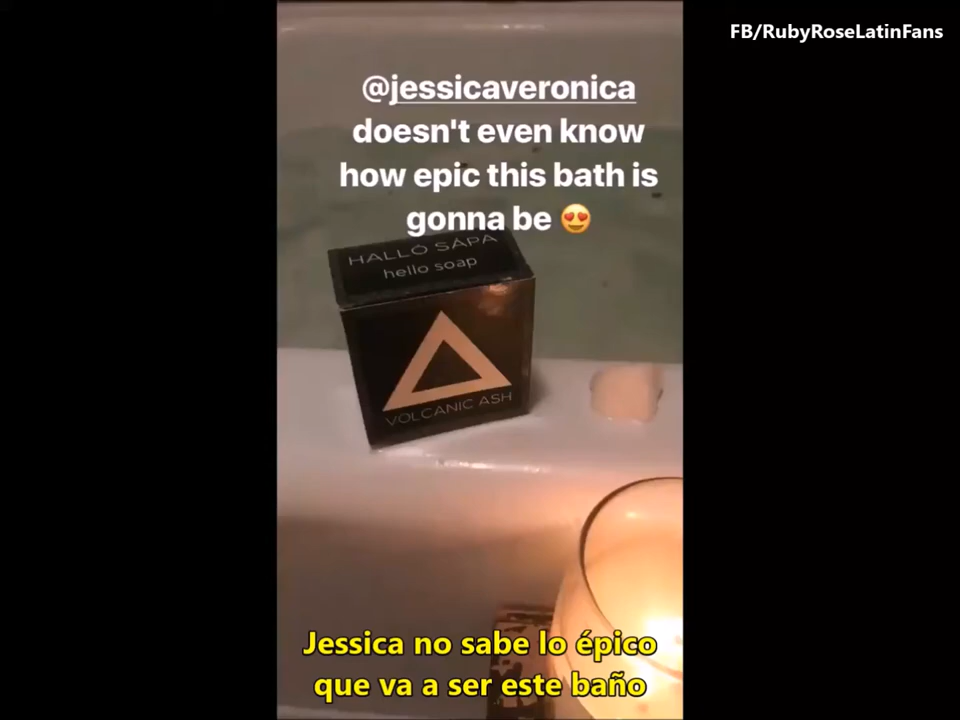 FB/RubyRoseLatinFans
@jessicaveronica
doesn't even know
how epic this bath is
gonna be 😍
HALLÓ SÁPA
hello soap
VOLCANIC ASH
Jessica no sabe lo épico
que va a ser este baño